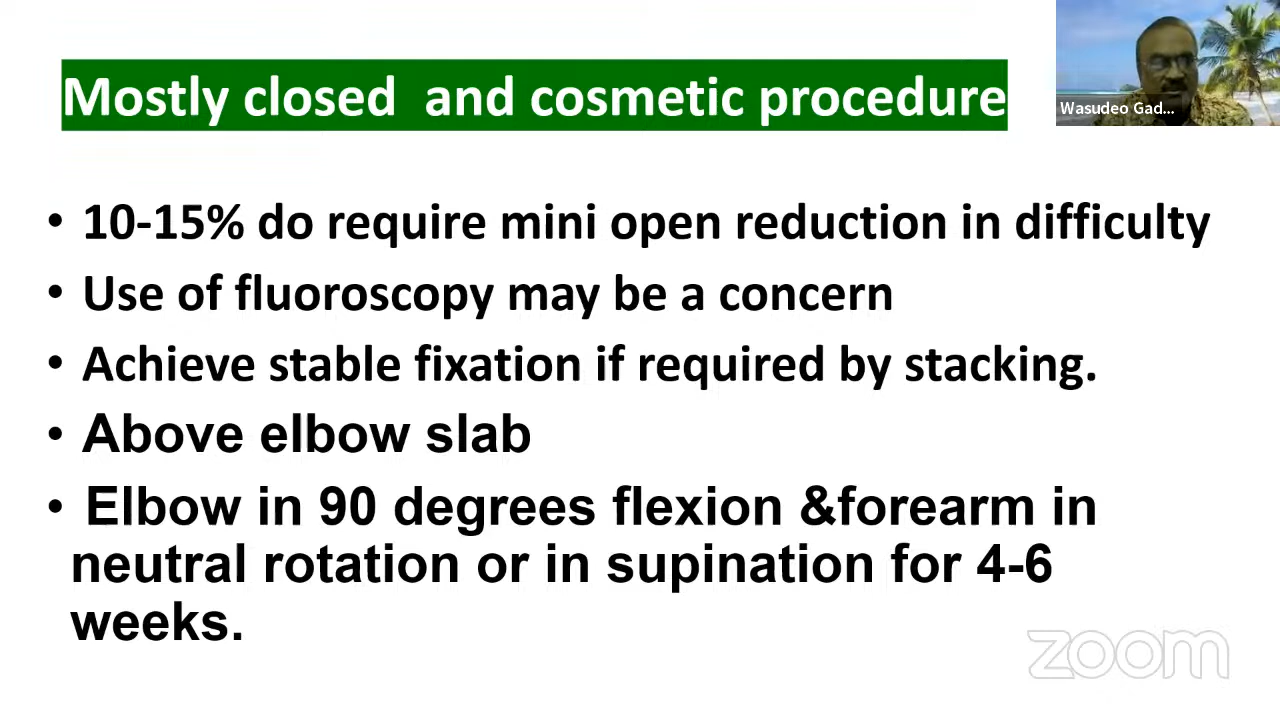 Mostly closed and cosmetic procedure
Wasudeo Gad...
• 10-15% do require mini open reduction in difficulty
• Use of fluoroscopy may be a concern
• Achieve stable fixation if required by stacking.
• Above elbow slab
• Elbow in 90 degrees flexion &forearm in
neutral rotation or in supination for 4-6
weeks.
zoom